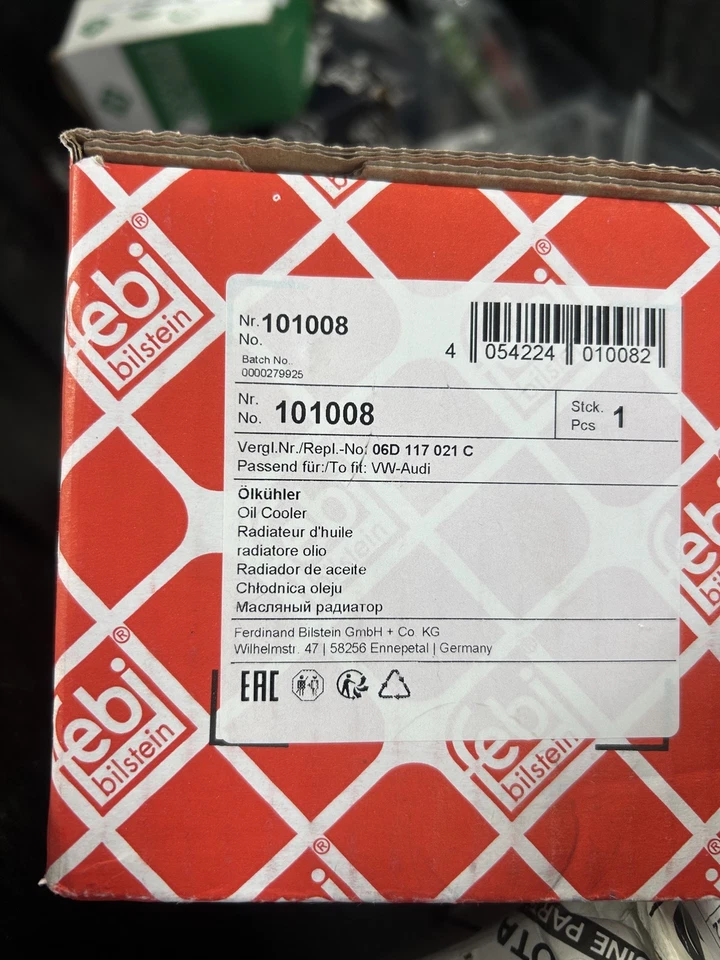 febi®
bilstein
Nr. 101008
No.
Batch No.
0000279925
4 054224 010082
Nr.
No. 101008
Stck.
Pcs 1
Vergl.Nr./Repl.-No: 06D 117 021 C
Passend für:/To fit: VW-Audi
Ölkühler
Oil Cooler
Radiateur d'huile
radiatore olio
Radiador de aceite
Chłodnica oleju
Масляный радиатор
Ferdinand Bilstein GmbH + Co. KG
Wilhelmstr. 47 | 58256 Ennepetal | Germany
EAC
febi®
bilstein
febi
bilstein